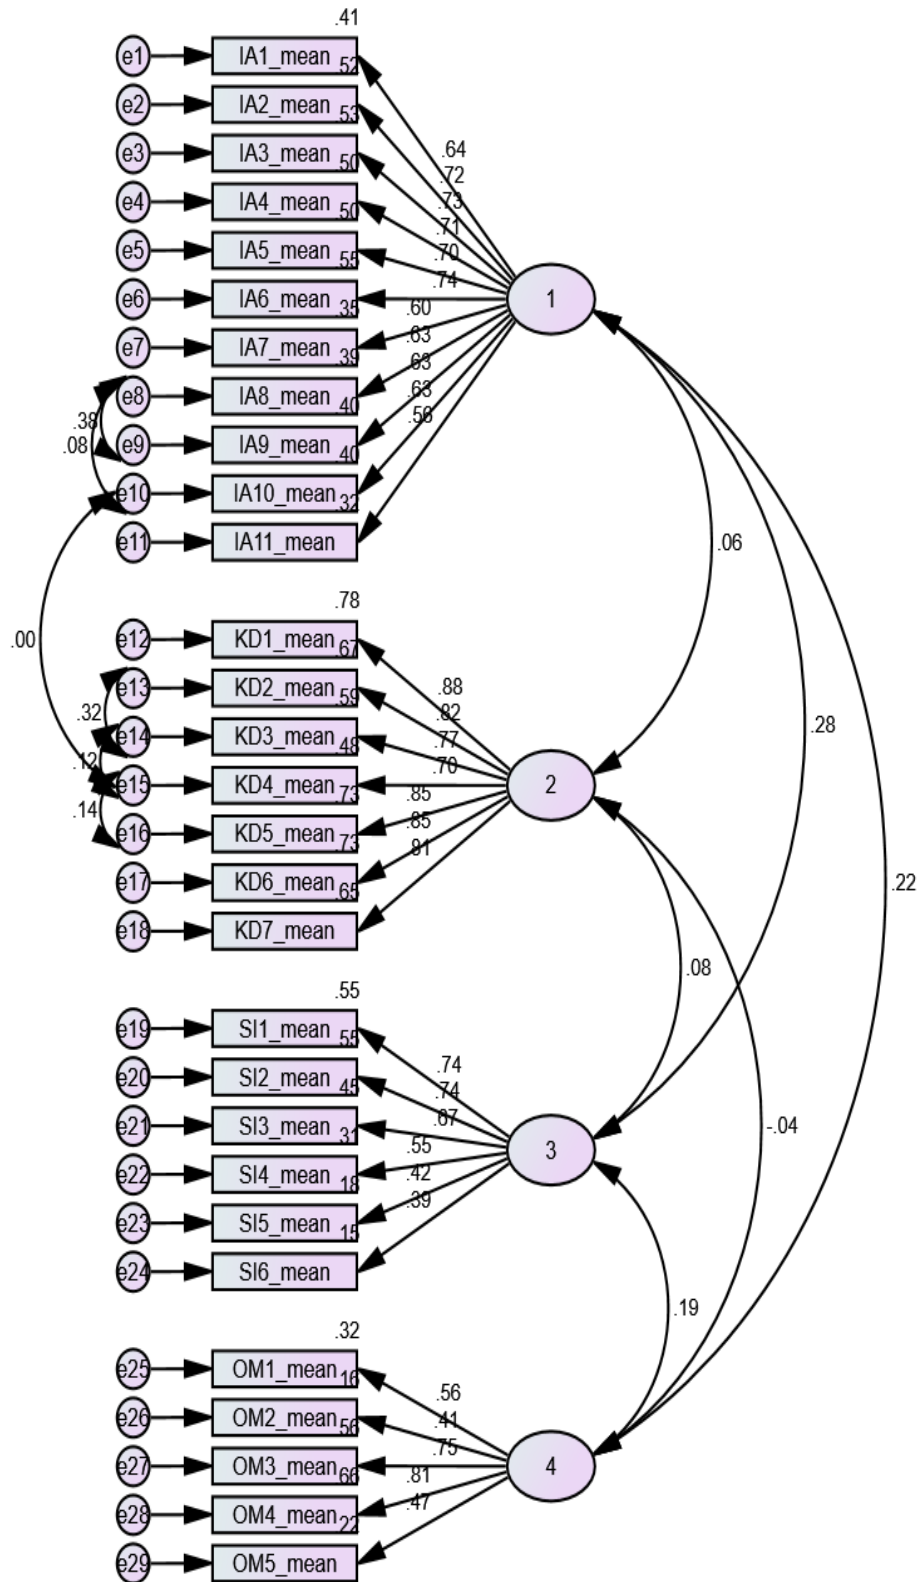 .41
e1 IA1_mean .52
e2 IA2_mean .53
.64
e3 IA3_mean .50
.72
e4 IA4_mean .50
.73
.71
e5 IA5_mean .55
.70
.74
e6 IA6_mean .35
1
.60
e7 IA7_mean .39
.63
.63
e8 IA8_mean .40
.63
.38
.56
e9 IA9_mean .40
.08
e10 IA10_mean .32
e11 IA11_mean
.06
.78
e12 KD1_mean .67
.00
e13 KD2_mean .59
.88
.32
.82
.28
e14 KD3_mean .48
.77
.12
.70
e15 KD4_mean .73
2
.85
.14
.85
e16 KD5_mean .73
.81
e17 KD6_mean .65
.22
e18 KD7_mean
.08
.55
e19 SI1_mean .55
.74
e20 SI2_mean .45
.74
.67
e21 SI3_mean .31
-.04
.55
3
e22 SI4_mean .18
.42
.39
e23 SI5_mean .15
e24 SI6_mean
.19
.32
e25 OM1_mean .16
.56
e26 OM2_mean .56
.41
.75
e27 OM3_mean .66
4
.81
.47
e28 OM4_mean .22
e29 OM5_mean